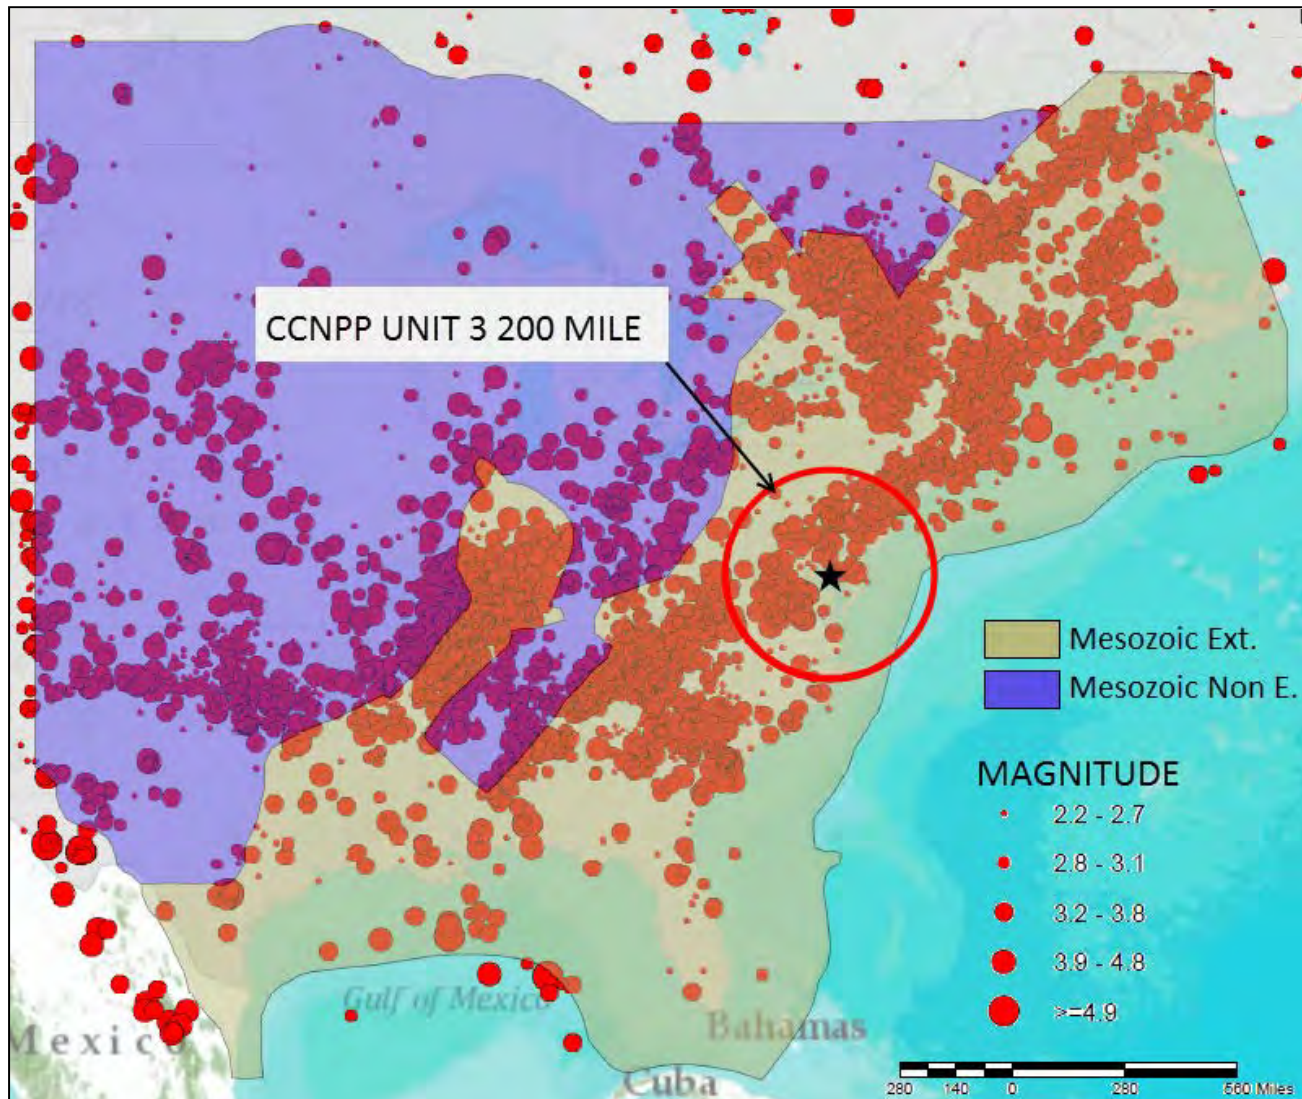 CCNPP UNIT 3 200 MILE
Mesozoic Ext.
Mesozoic Non E.
MAGNITUDE
2.2 - 2.7
2.8 - 3.1
3.2 - 3.8
3.9 - 4.8
>=4.9
Gulf of Mexico
Mexico
Bahamas
Cuba
280 140 0 280 560 Miles